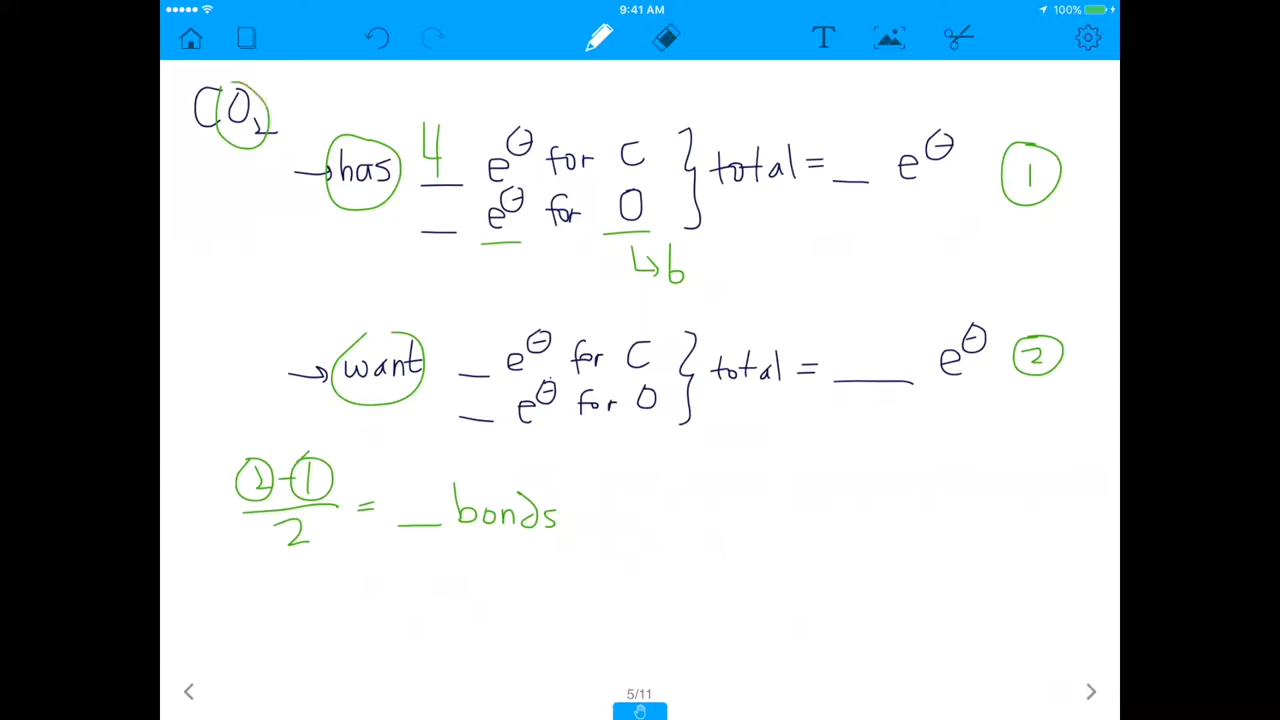 9:41 AM
100%
T
CO₂
→ has 4 e⊖ for C } total = _ e⊖ ①
_ e⊖ for O
↳ 6
→ want _ e⊖ for C } total = ___ e⊖ ②
_ e⊖ for O
②-①
2
= _ bonds
5/11